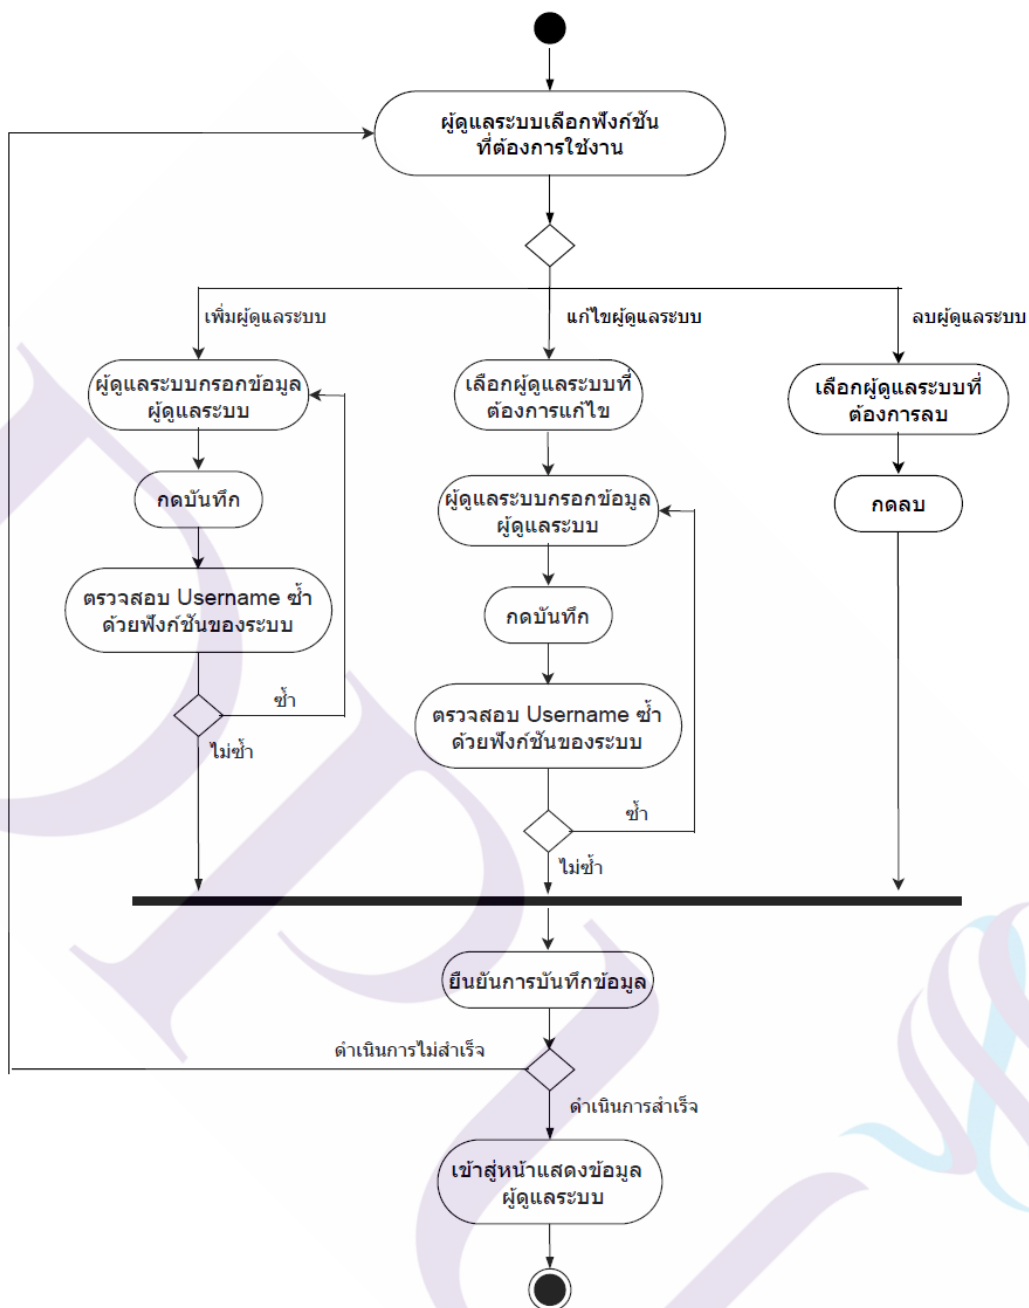 ผู้ดูแลระบบเลือกฟังก์ชัน
ที่ต้องการใช้งาน
เพิ่มผู้ดูแลระบบ
แก้ไขผู้ดูแลระบบ
ลบผู้ดูแลระบบ
ผู้ดูแลระบบกรอกข้อมูล
ผู้ดูแลระบบ
กดบันทึก
ตรวจสอบ Username ซ้ำ
ด้วยฟังก์ชันของระบบ
ซ้ำ
ไม่ซ้ำ
เลือกผู้ดูแลระบบที่
ต้องการแก้ไข
ผู้ดูแลระบบกรอกข้อมูล
ผู้ดูแลระบบ
กดบันทึก
ตรวจสอบ Username ซ้ำ
ด้วยฟังก์ชันของระบบ
ซ้ำ
ไม่ซ้ำ
เลือกผู้ดูแลระบบที่
ต้องการลบ
กดลบ
ยืนยันการบันทึกข้อมูล
ดำเนินการไม่สำเร็จ
ดำเนินการสำเร็จ
เข้าสู่หน้าแสดงข้อมูล
ผู้ดูแลระบบ